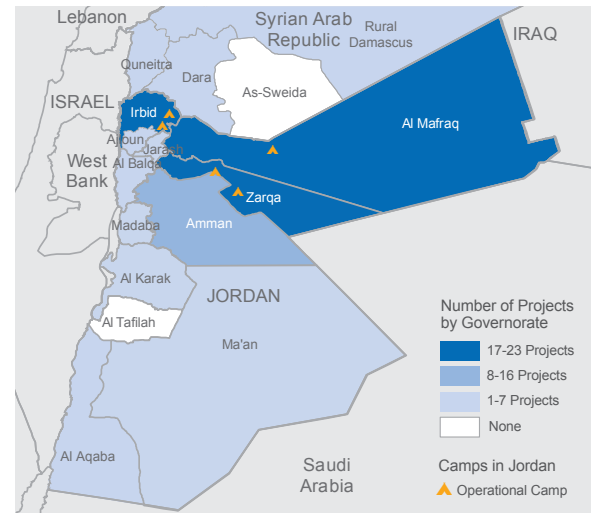 Lebanon
Syrian Arab
Republic
Rural
Damascus
IRAQ
Quneitra
Dara
As-Sweida
ISRAEL
Irbid
Al Mafraq
Ajloun
Jarash
West
Bank
Al Balqa
Zarqa
Madaba
Amman
Al Karak
JORDAN
Al Tafilah
Ma'an
Al Aqaba
Saudi
Arabia
Number of Projects
by Governorate
17-23 Projects
8-16 Projects
1-7 Projects
None
Camps in Jordan
Operational Camp